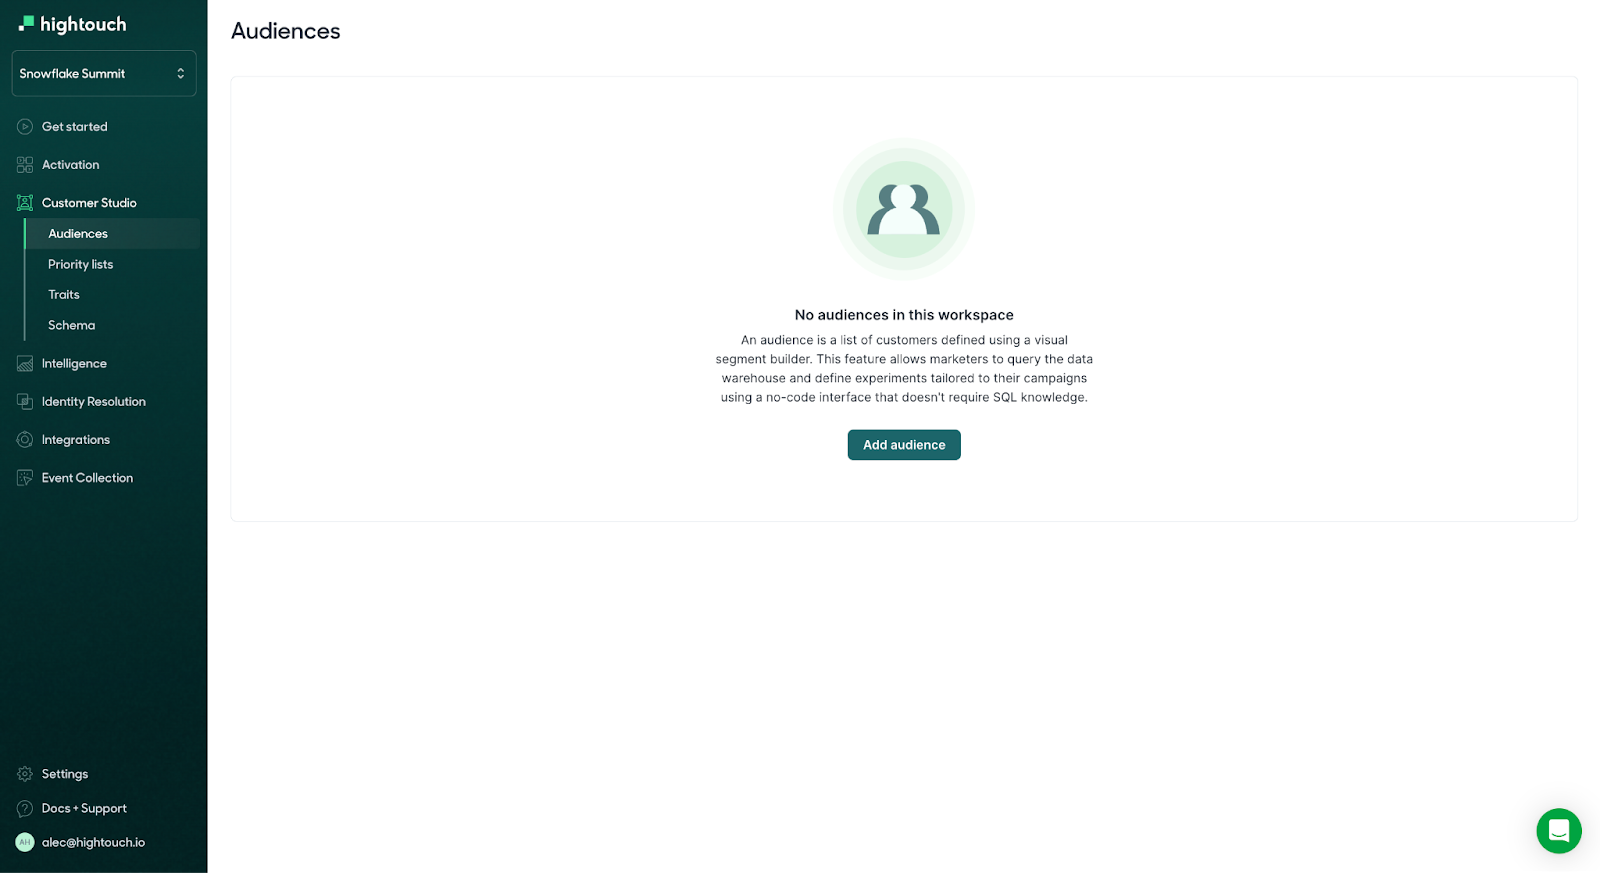 hightouch
Snowflake Summit
Get started
Activation
Customer Studio
Audiences
Priority lists
Traits
Schema
Intelligence
Identity Resolution
Integrations
Event Collection
Settings
Docs + Support
AH
alec@hightouch.io
Audiences
No audiences in this workspace
An audience is a list of customers defined using a visual
segment builder. This feature allows marketers to query the data
warehouse and define experiments tailored to their campaigns
using a no-code interface that doesn't require SQL knowledge.
Add audience